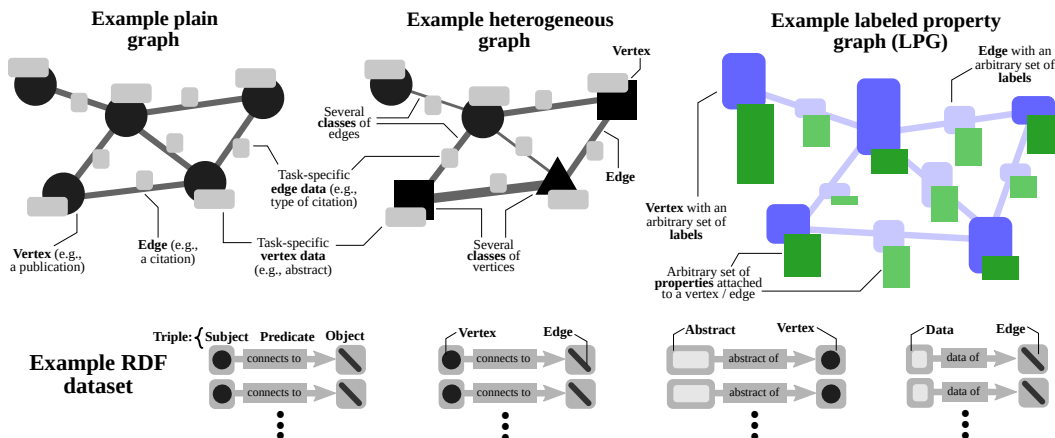 Example plain
graph
Example heterogeneous
graph
Example labeled property
graph (LPG)
Vertex
Edge with an
arbitrary set of
labels
Several
classes of
edges
Task-specific
edge data (e.g.,
type of citation)
Edge
Vertex with an
arbitrary set of
labels
Vertex (e.g.,
a publication)
Edge (e.g.,
a citation)
Task-specific
vertex data
(e.g., abstract)
Several
classes of
vertices
Arbitrary set of
properties attached
to a vertex / edge
Example RDF
dataset
Triple: { Subject Predicate Object
connects to
connects to
Vertex Edge
connects to
connects to
Abstract Vertex
abstract of
abstract of
Data Edge
data of
data of